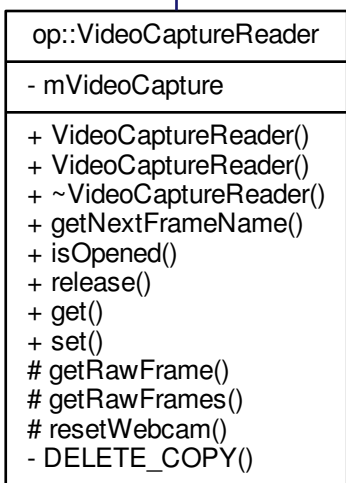 op::VideoCaptureReader
- mVideoCapture
+ VideoCaptureReader()
+ VideoCaptureReader()
+ ~VideoCaptureReader()
+ getNextFrameName()
+ isOpened()
+ release()
+ get()
+ set()
# getRawFrame()
# getRawFrames()
# resetWebcam()
- DELETE_COPY()